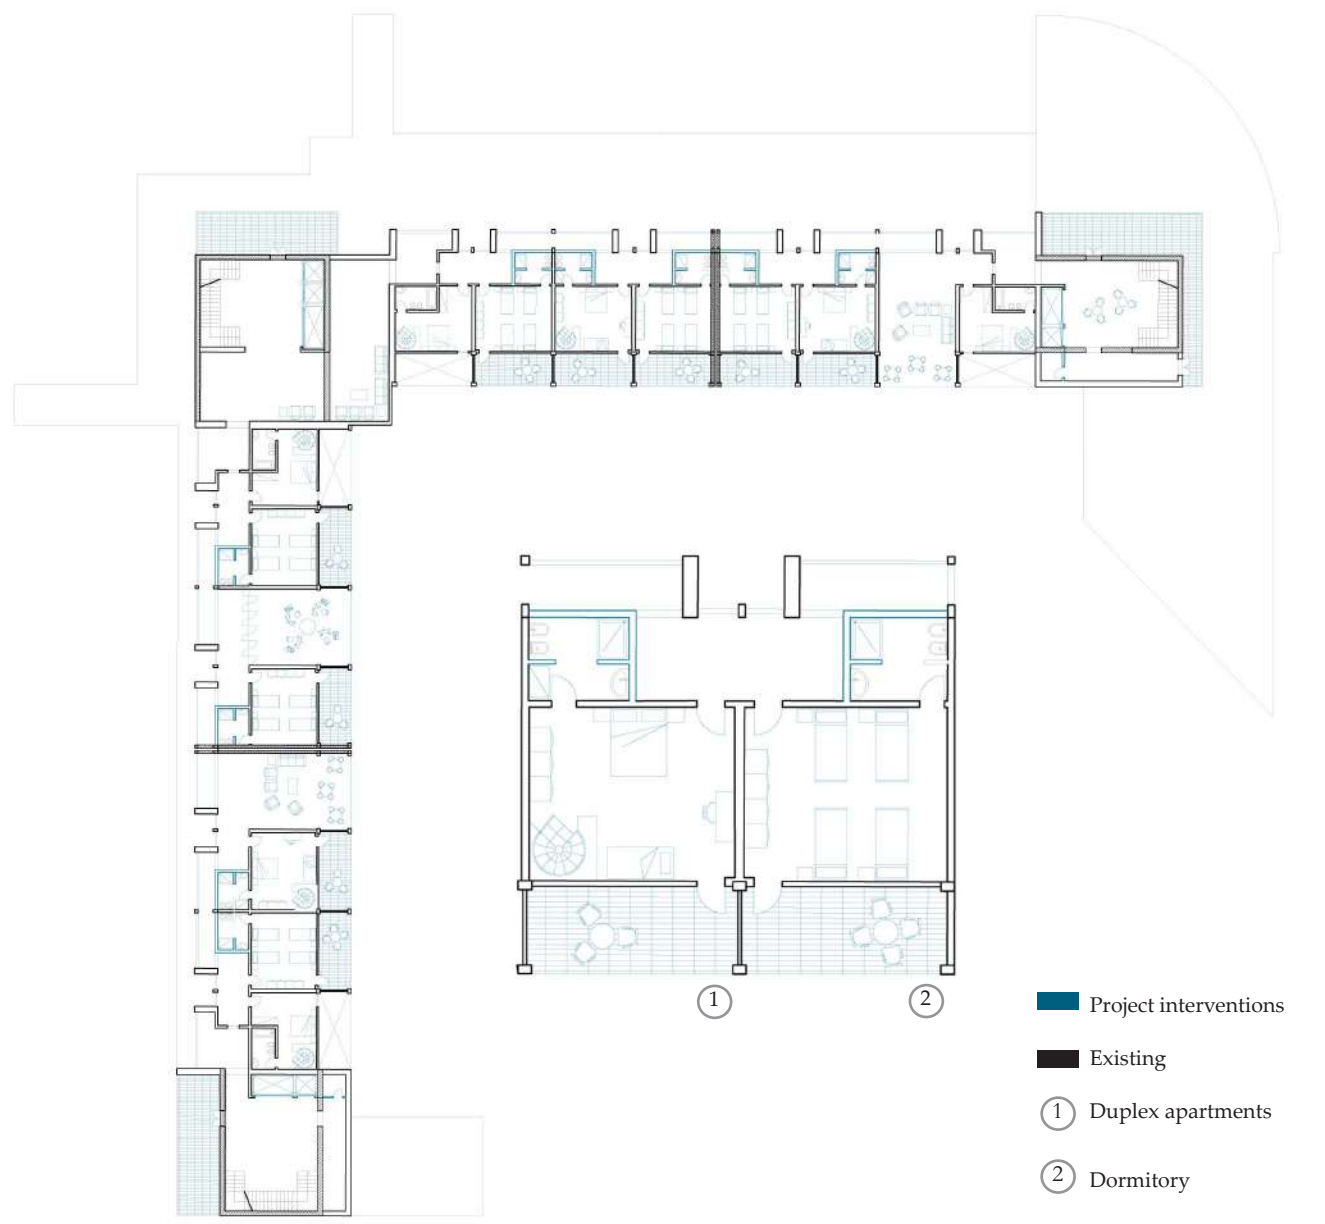 1
2
Project interventions
Existing
1 Duplex apartments
2 Dormitory